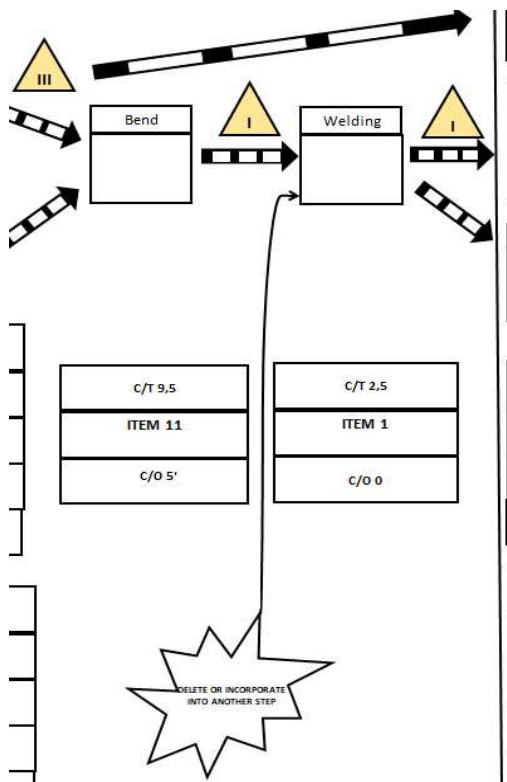 III
I
I
Bend
Welding
C/T 9,5
ITEM 11
C/O 5'
C/T 2,5
ITEM 1
C/O 0
DELETE OR INCORPORATE
INTO ANOTHER STEP